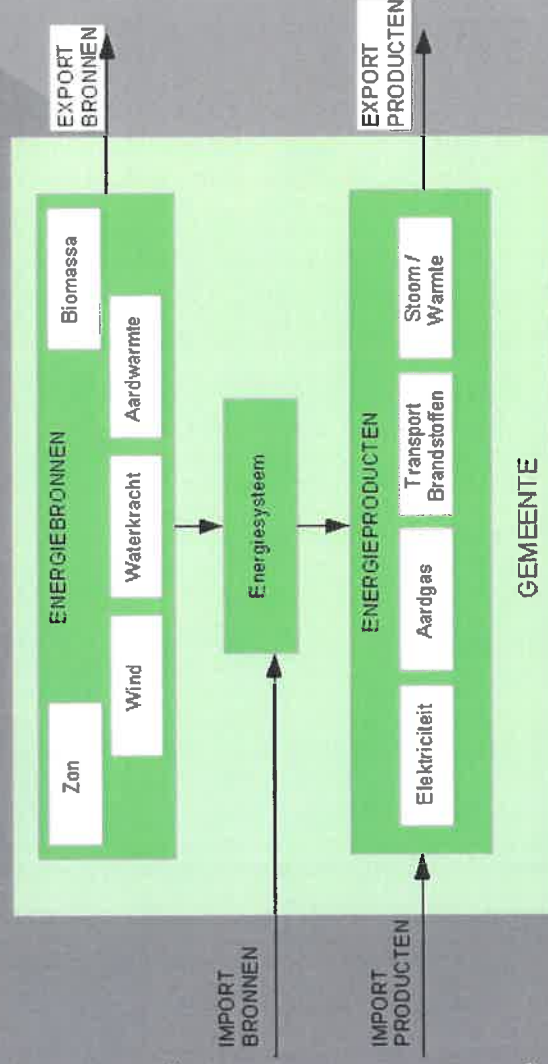 ENERGIEBRONNEN
Zon
Biomassa
Wind
Waterkracht
Aardwarmte
EXPORT
BRONNEN
IMPORT
BRONNEN
Energiesysteem
ENERGIEPRODUCTEN
Elektriciteit
Aardgas
Transport
Brandstoffen
Stoom /
Warmte
IMPORT
PRODUCTEN
EXPORT
PRODUCTEN
GEMEENTE